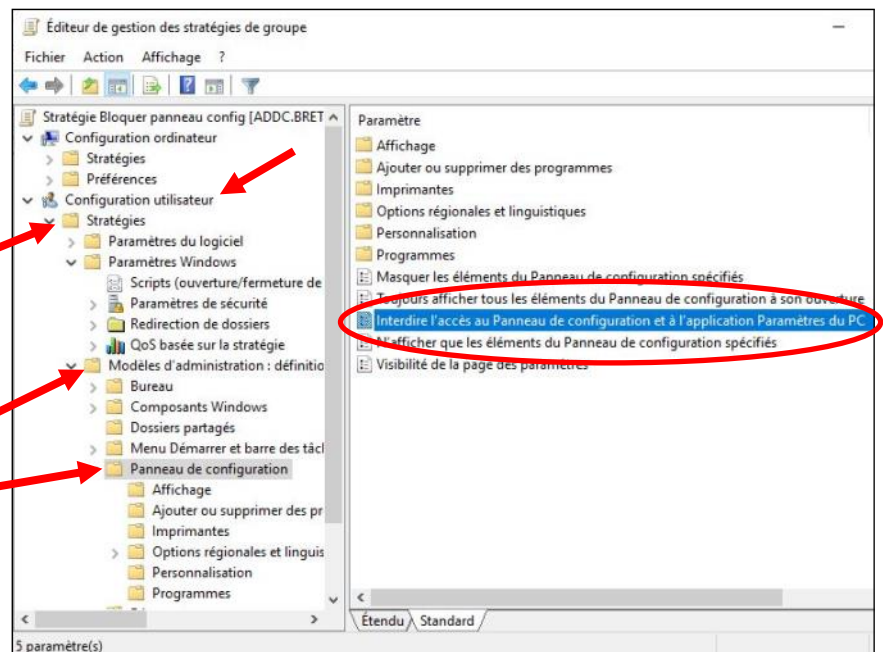 Éditeur de gestion des stratégies de groupe
Fichier Action Affichage ?
Stratégie Bloquer panneau config [ADDC.BRET
Configuration ordinateur
Stratégies
Préférences
Configuration utilisateur
Stratégies
Paramètres du logiciel
Paramètres Windows
Scripts (ouverture/fermeture de
Paramètres de sécurité
Redirection de dossiers
QoS basée sur la stratégie
Modèles d'administration : définitio
Bureau
Composants Windows
Dossiers partagés
Menu Démarrer et barre des tâcl
Panneau de configuration
Affichage
Ajouter ou supprimer des pr
Imprimantes
Options régionales et linguis
Personnalisation
Programmes
Paramètre
Affichage
Ajouter ou supprimer des programmes
Imprimantes
Options régionales et linguistiques
Personnalisation
Programmes
Masquer les éléments du Panneau de configuration spécifiés
Toujours afficher tous les éléments du Panneau de configuration à son ouverture
Interdire l'accès au Panneau de configuration et à l'application Paramètres du PC
N'afficher que les éléments du Panneau de configuration spécifiés
Visibilité de la page des paramètres
Étendu Standard
5 paramètre(s)